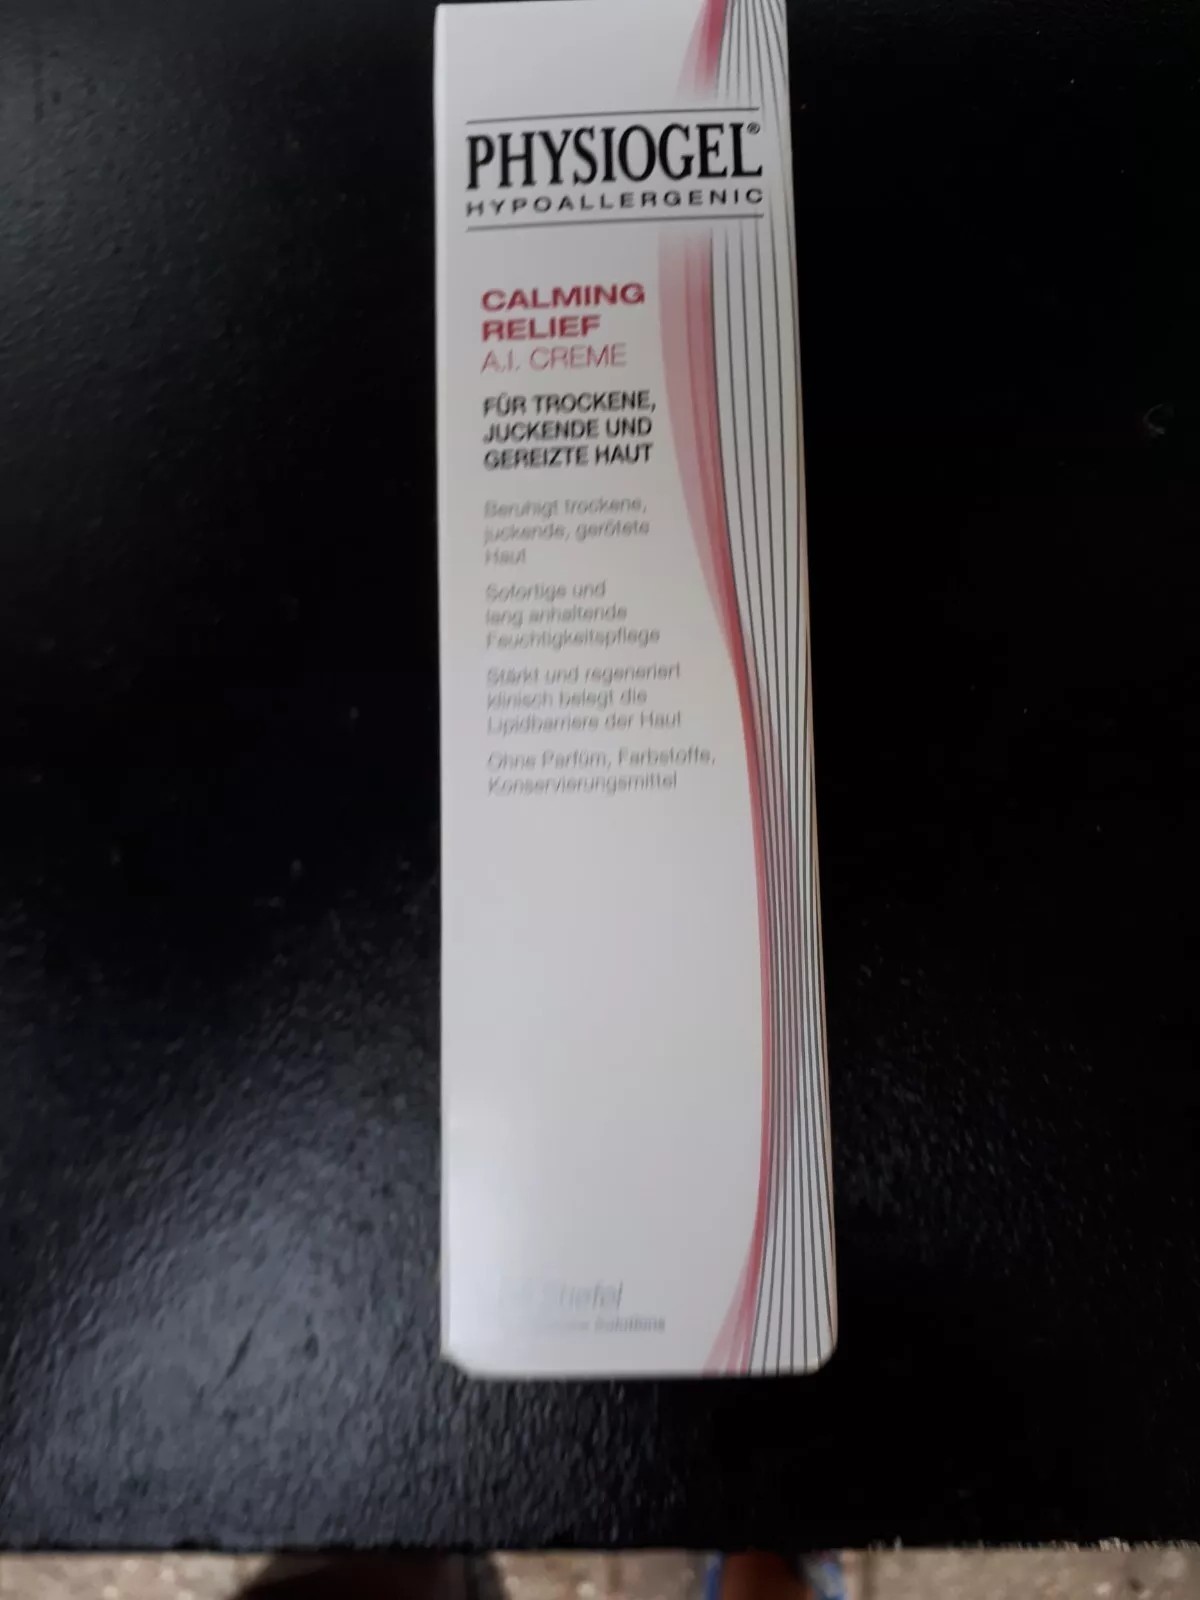 PHYSIOGEL®
HYPOALLERGENIC
CALMING
RELIEF
A.I. CREME
FÜR TROCKENE,
JUCKENDE UND
GEREIZTE HAUT
Beruhigt trockene,
juckende, gerötete
Haut
Sofortige und
lang anhaltende
Feuchtigkeitspflege
Stärkt und regeneriert
klinisch belegt die
Lipidbarriere der Haut
Ohne Parfüm, Farbstoffe,
Konservierungsmittel
Solutions